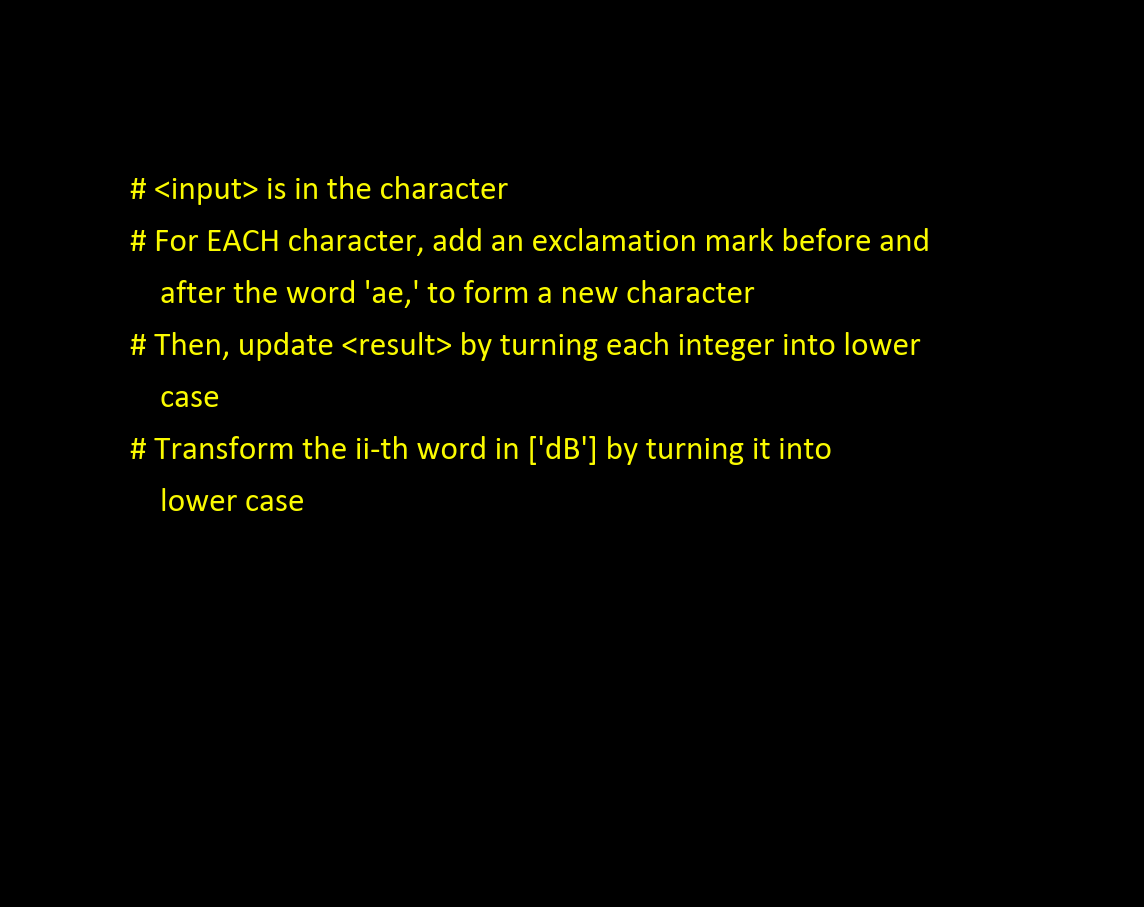 # <input> is in the character
# For EACH character, add an exclamation mark before and
after the word 'ae,' to form a new character
# Then, update <result> by turning each integer into lower
case
# Transform the ii-th word in ['dB'] by turning it into
lower case